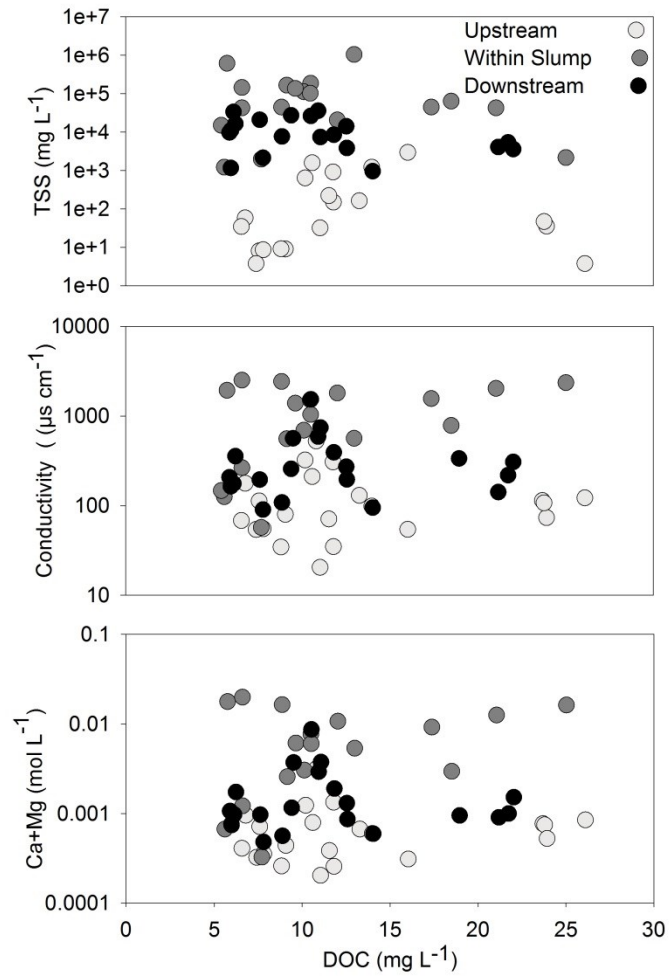 Upstream
Within Slump
Downstream
1e+7
1e+6
1e+5
1e+4
1e+3
1e+2
1e+1
1e+0
TSS (mg L-1)
10000
1000
100
10
Conductivity ( (µs cm-1)
0.1
0.01
0.001
0.0001
Ca+Mg (mol L-1)
0 5 10 15 20 25 30
DOC (mg L-1)